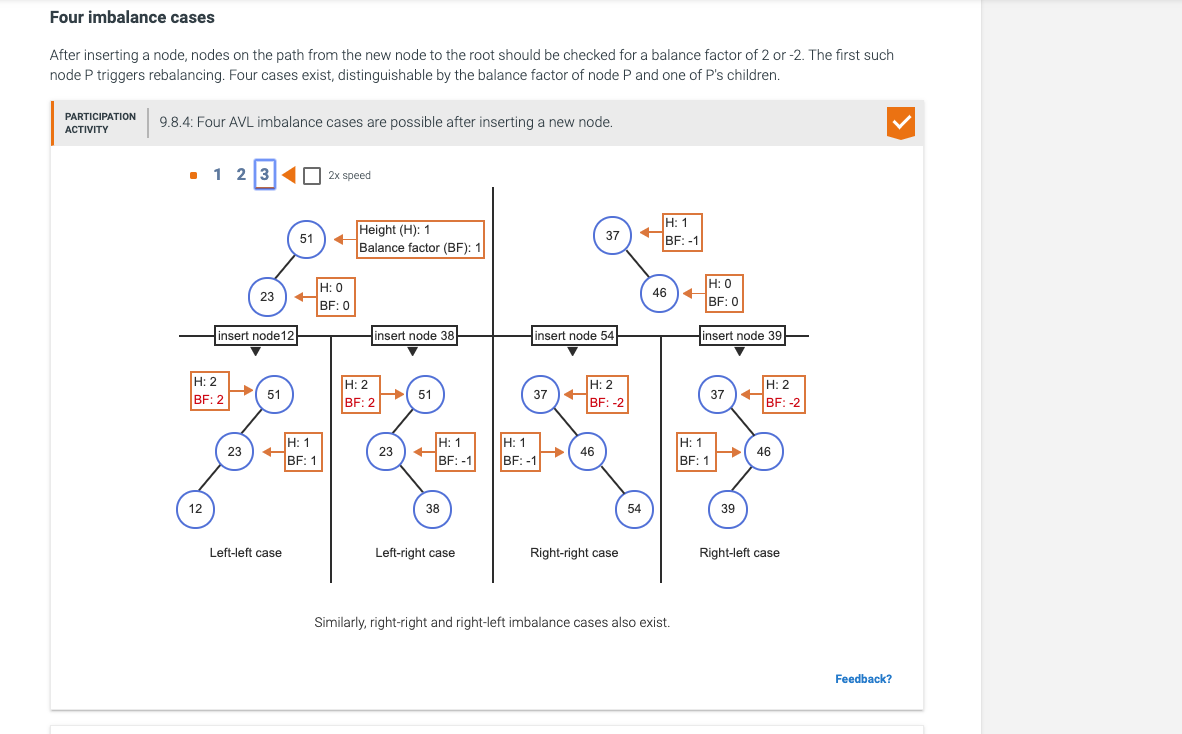 Four imbalance cases
After inserting a node, nodes on the path from the new node to the root should be checked for a balance factor of 2 or -2. The first such
node P triggers rebalancing. Four cases exist, distinguishable by the balance factor of node P and one of P's children.
PARTICIPATION
ACTIVITY
9.8.4: Four AVL imbalance cases are possible after inserting a new node.
1 2 3 2x speed
51
Height (H): 1
Balance factor (BF): 1
23
H: 0
BF: 0
37
H: 1
BF: -1
46
H: 0
BF: 0
insert node12
insert node 38
insert node 54
insert node 39
H: 2
BF: 2
51
23
H: 1
BF: 1
12
Left-left case
H: 2
BF: 2
51
23
H: 1
BF: -1
38
Left-right case
37
H: 2
BF: -2
H: 1
BF: -1
46
54
Right-right case
37
H: 2
BF: -2
H: 1
BF: 1
46
39
Right-left case
Similarly, right-right and right-left imbalance cases also exist.
Feedback?